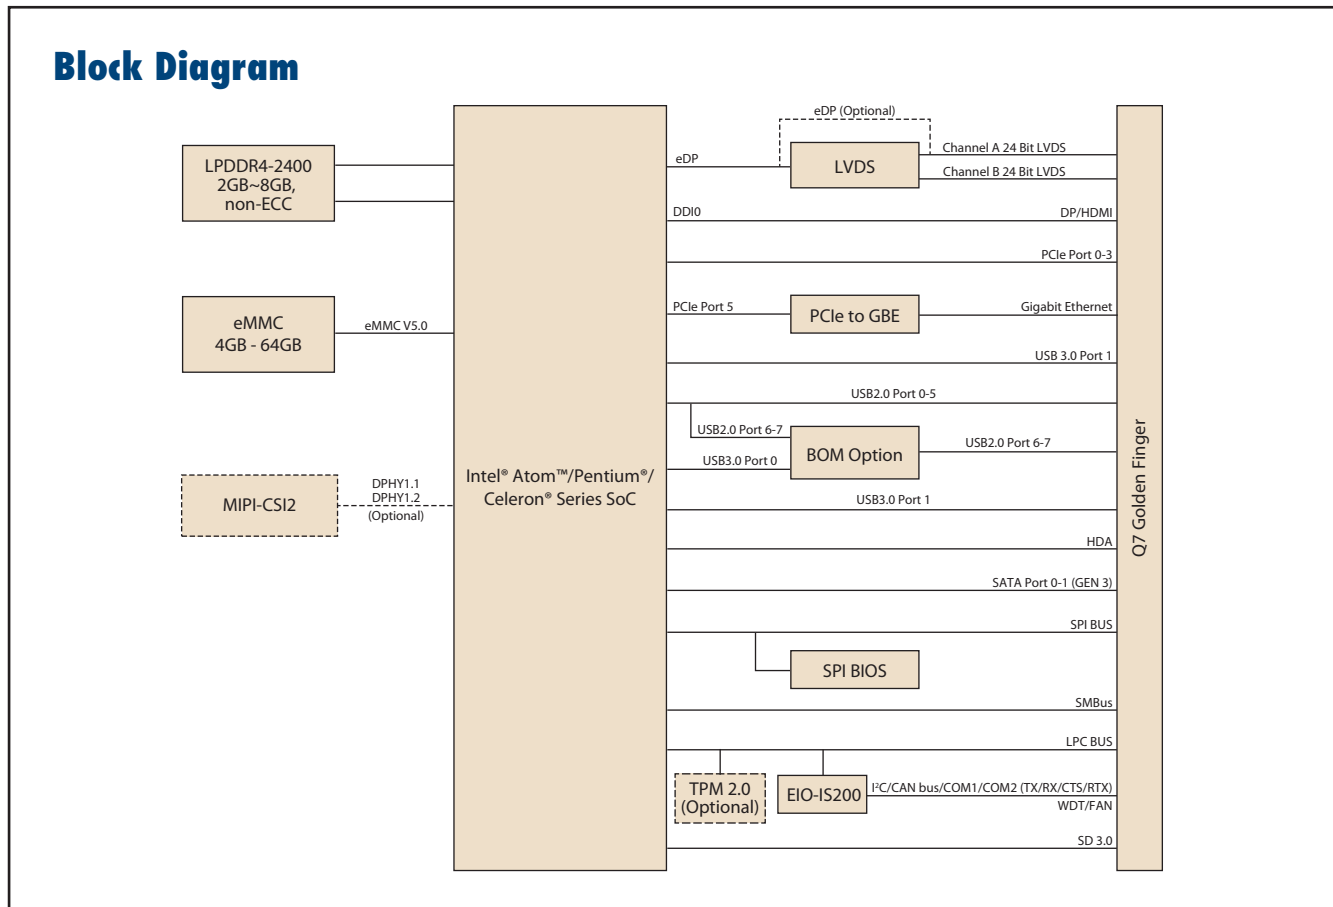 Block Diagram
LPDDR4-2400
2GB~8GB,
non-ECC
eMMC
4GB - 64GB
eMMC V5.0
MIPI-CSI2
DPHY1.1
DPHY1.2
(Optional)
Intel® Atom™/Pentium®/
Celeron® Series SoC
eDP (Optional)
eDP
LVDS
Channel A 24 Bit LVDS
Channel B 24 Bit LVDS
DDI0
DP/HDMI
PCIe Port 0-3
PCIe Port 5
PCIe to GBE
Gigabit Ethernet
USB 3.0 Port 1
USB2.0 Port 0-5
USB2.0 Port 6-7
BOM Option
USB2.0 Port 6-7
USB3.0 Port 0
USB3.0 Port 1
HDA
SATA Port 0-1 (GEN 3)
SPI BUS
SPI BIOS
SMBus
LPC BUS
TPM 2.0
(Optional)
EIO-IS200
I²C/CAN bus/COM1/COM2 (TX/RX/CTS/RTX)
WDT/FAN
SD 3.0
Q7 Golden Finger